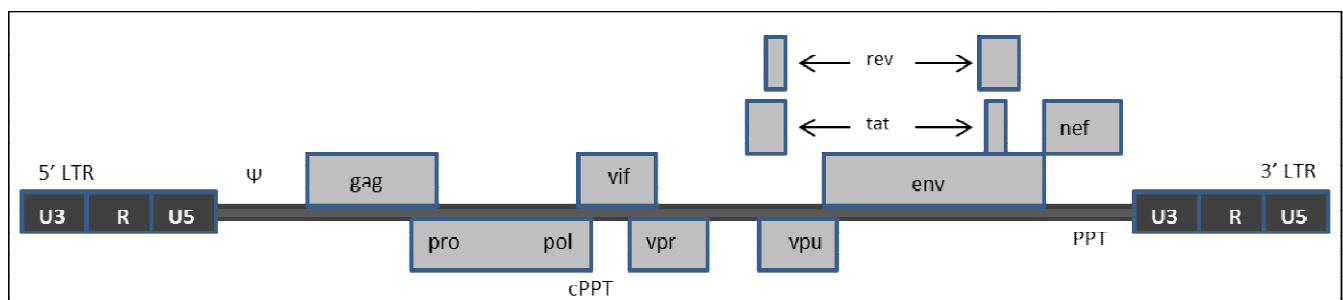 rev
tat
nef
5' LTR
Ψ
gag
vif
env
3' LTR
U3 R U5
U3 R U5
pro pol
vpr
vpu
PPT
cPPT